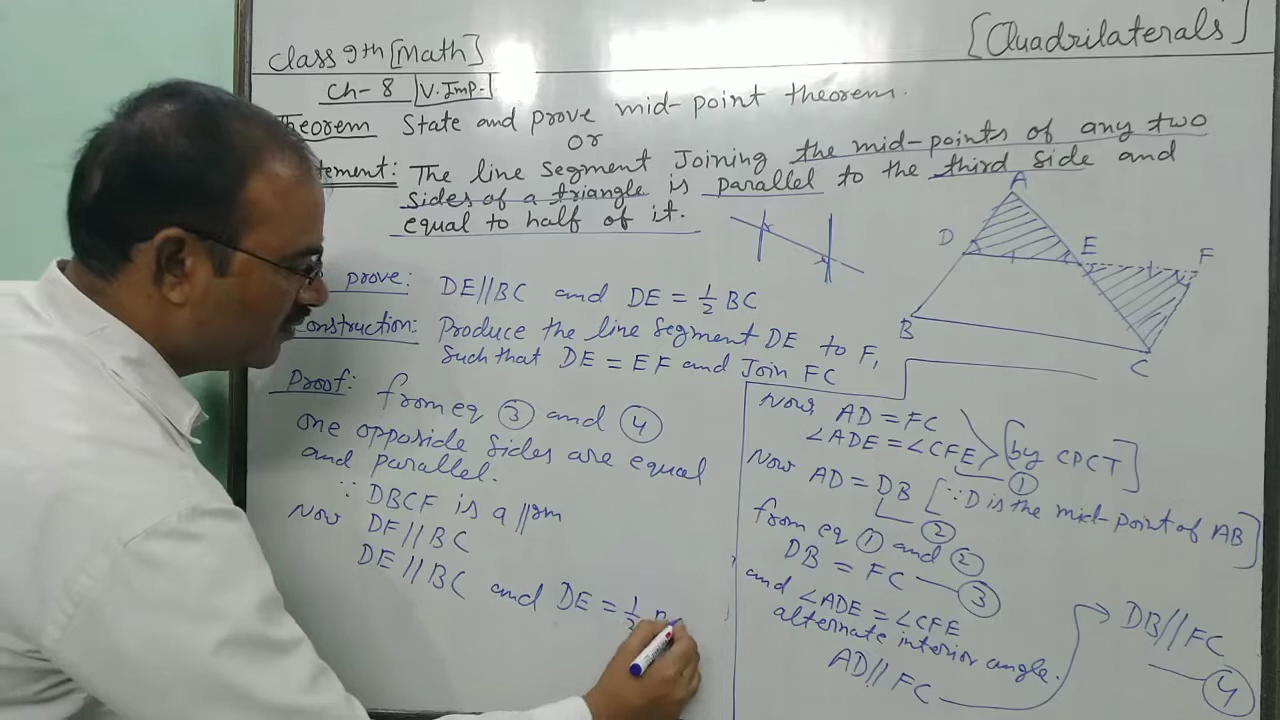 Class 9th [Math]
[Quadrilaterals]
Ch-8 V.Imp.
Theorem State and prove mid-point theorem.
or
tement: The line segment Joining the mid-points of any two
sides of a triangle is parallel to the third side and
equal to half of it.
A
D
E
F
B
C
prove: DE//BC and DE = 1/2 BC
onstruction: Produce the line segment DE to F,
Such that DE = EF and Join FC
Proof: from eq ③ and ④
one opposide sides are equal
and parallel.
∵ DBCF is a //gm
Now DF//BC
DE//BC and DE = 1/2
Now AD = FC
∠ADE = ∠CFE [by CPCT]
①
Now AD = DB [∵ D is the mid-point of AB]
②
from eq ① and ②
DB = FC — ③
and ∠ADE = ∠CFE
alternate interior angle.
AD // FC
DB//FC
④